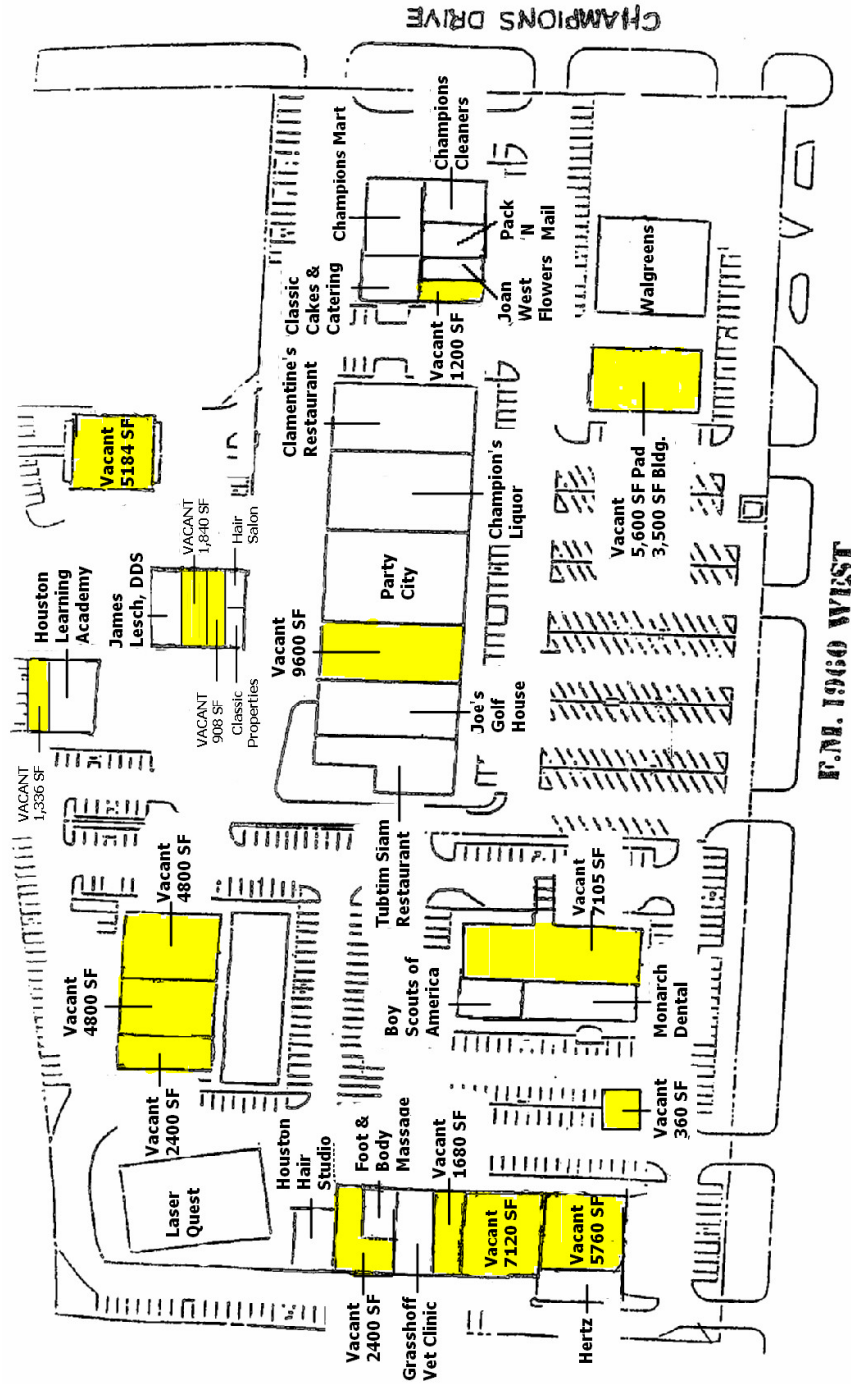 CHAMPIONS DRIVE
Champions Mart
Champions
Cleaners
Classic
Cakes &
Catering
Pack
'N
Mail
Joan
West
Flowers
Vacant
1200 SF
Walgreens
Clamentine's
Restaurant
Champion's
Liquor
Vacant
5,600 SF Pad
3,500 SF Bldg.
Vacant
5184 SF
VACANT
1,840 SF
Hair
Salon
James
Lesch, DDS
VACANT
908 SF
Classic
Properties
Houston
Learning
Academy
VACANT
1,336 SF
Party
City
Vacant
9600 SF
Joe's
Golf
House
Tubtim Siam
Restaurant
F.M. 1960 WEST
Vacant
4800 SF
Vacant
4800 SF
Vacant
2400 SF
Vacant
7105 SF
Boy
Scouts of
America
Monarch
Dental
Vacant
360 SF
Laser
Quest
Houston
Hair
Studio
Foot &
Body
Massage
Vacant
2400 SF
Grasshoff
Vet Clinic
Vacant
1680 SF
Vacant
7120 SF
Vacant
5760 SF
Hertz